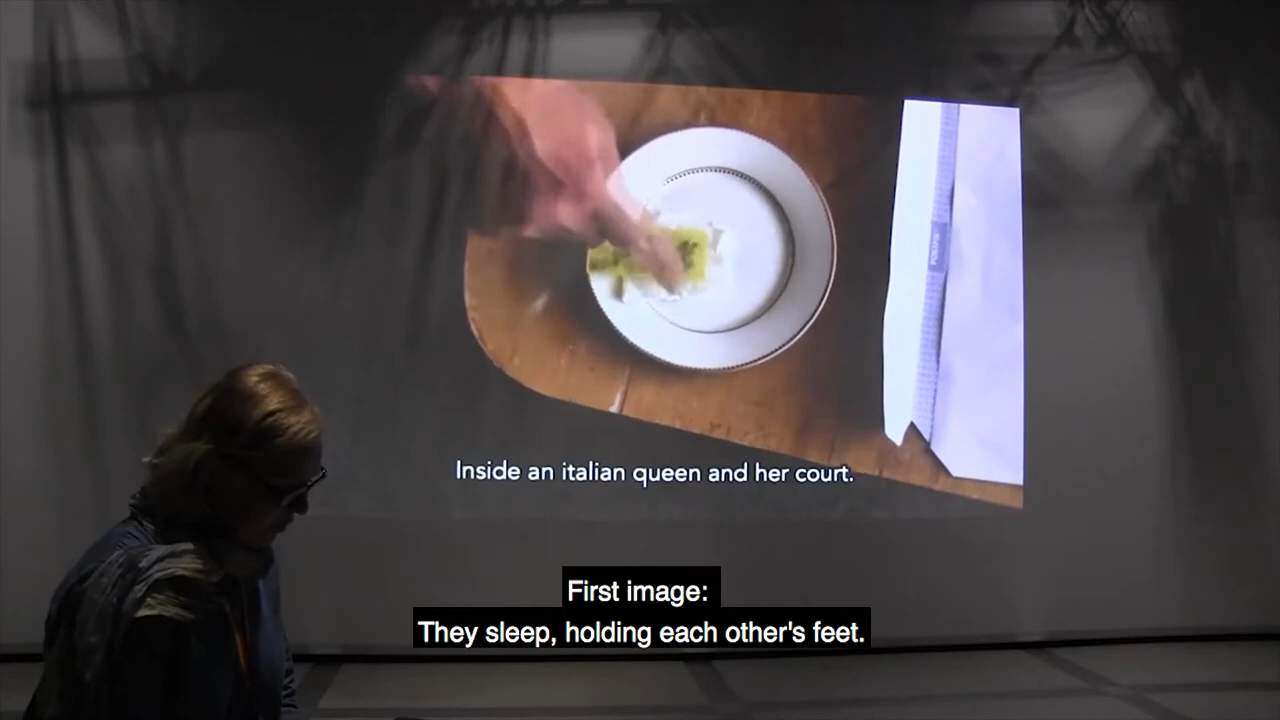 Inside an italian queen and her court.
First image:
They sleep, holding each other's feet.